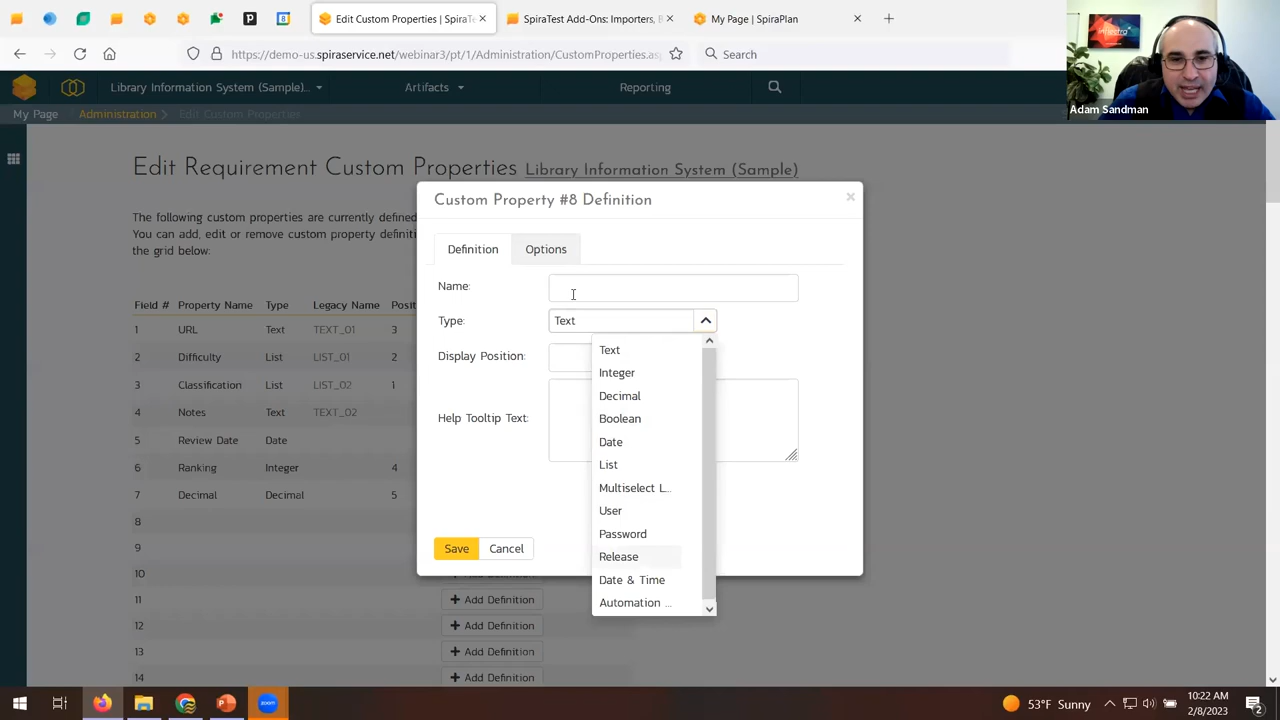 Edit Custom Properties | SpiraTe
SpiraTest Add-Ons: Importers, B
My Page | SpiraPlan
https://demo-us.spiraservice.net/webinar3/pt/1/Administration/CustomProperties.as
Search
Library Information System (Sample)...
Artifacts
Reporting
inflectra
Adam Sandman
My Page
Administration
Edit Custom Properties
Edit Requirement Custom Properties Library Information System (Sample)
The following custom properties are currently defined
You can add, edit or remove custom property definiti
the grid below:
Field # Property Name Type Legacy Name Posit
1 URL Text TEXT_01 3
2 Difficulty List LIST_01 2
3 Classification List LIST_02 1
4 Notes Text TEXT_02
5 Review Date Date
6 Ranking Integer 4
7 Decimal Decimal 5
8
9
10 Add Definition
11 Add Definition
12 Add Definition
13 Add Definition
14 Add Definition
Custom Property #8 Definition
Definition Options
Name:
Type: Text
Display Position:
Help Tooltip Text:
Text
Integer
Decimal
Boolean
Date
List
Multiselect L...
User
Password
Release
Date & Time
Automation ...
Save Cancel
53°F Sunny
10:22 AM
2/8/2023
2